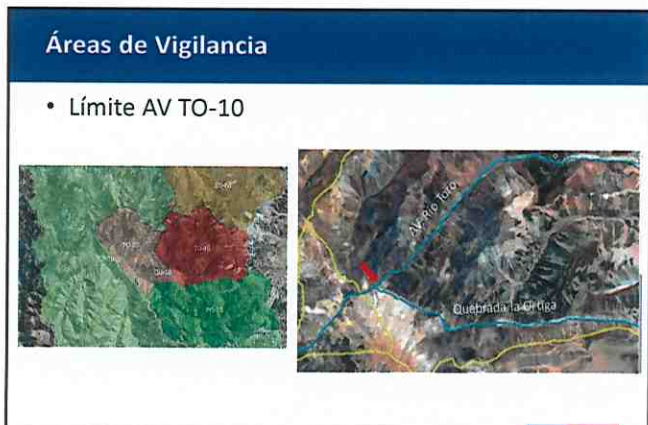 Áreas de Vigilancia
• Límite AV TO-10
AV. Río Toro
Quebrada la Ortiga